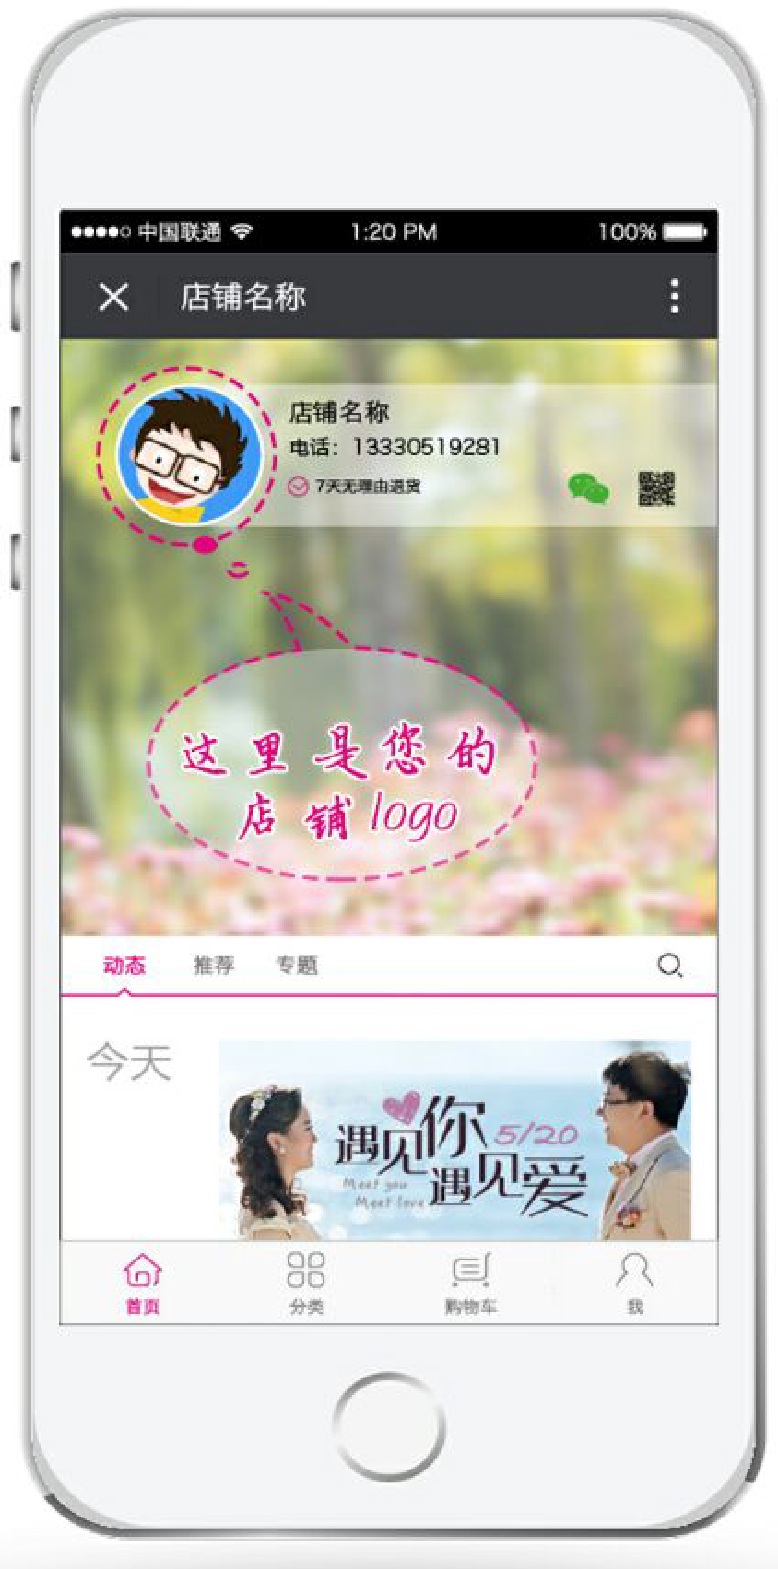 中国联通 1:20 PM 100%
店铺名称
店铺名称
电话：13330519281
7天无理由退货
这里是您的
店铺logo
动态 推荐 专题
今天
遇见你 5/20
遇见爱
Meet you
Meet love
首页 分类 购物车 我